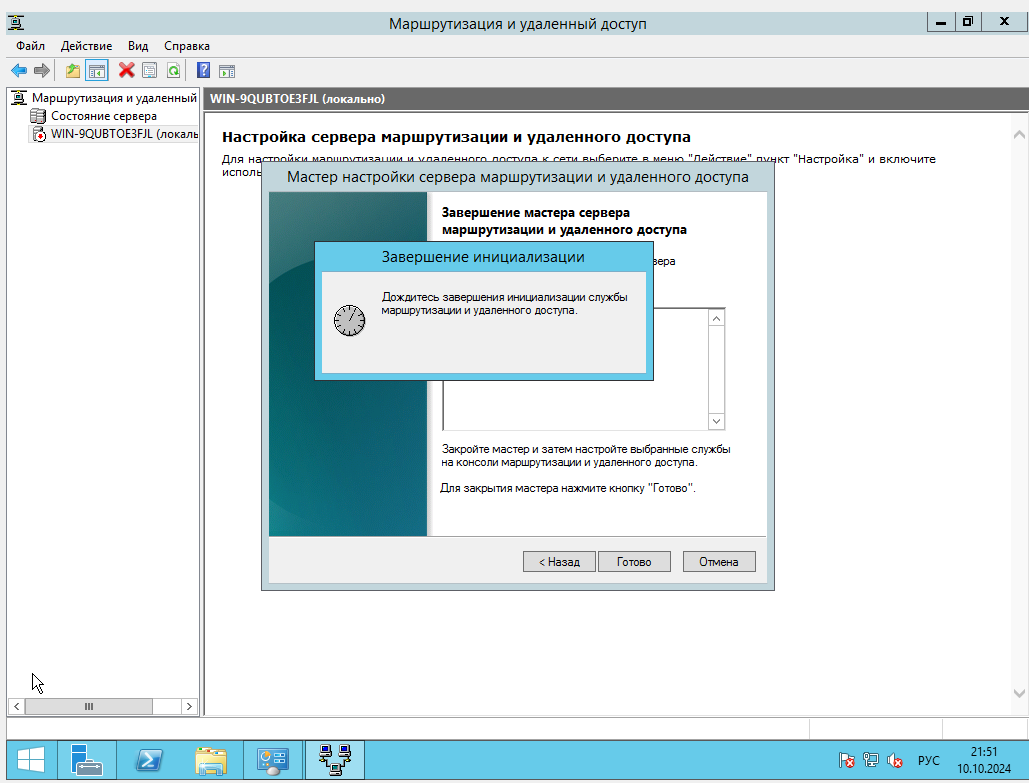 Маршрутизация и удаленный доступ
Файл Действие Вид Справка
Маршрутизация и удаленный
Состояние сервера
WIN-9QUBTOE3FJL (локаль
WIN-9QUBTOE3FJL (локально)
Настройка сервера маршрутизации и удаленного доступа
Для настройки маршрутизации и удаленного доступа к сети выберите в меню "Действие" пункт "Настройка" и включите
исполь
Мастер настройки сервера маршрутизации и удаленного доступа
Завершение мастера сервера
маршрутизации и удаленного доступа
вера
Завершение инициализации
Дождитесь завершения инициализации службы
маршрутизации и удаленного доступа.
Закройте мастер и затем настройте выбранные службы
на консоли маршрутизации и удаленного доступа.
Для закрытия мастера нажмите кнопку "Готово".
< Назад Готово Отмена
РУС
21:51
10.10.2024